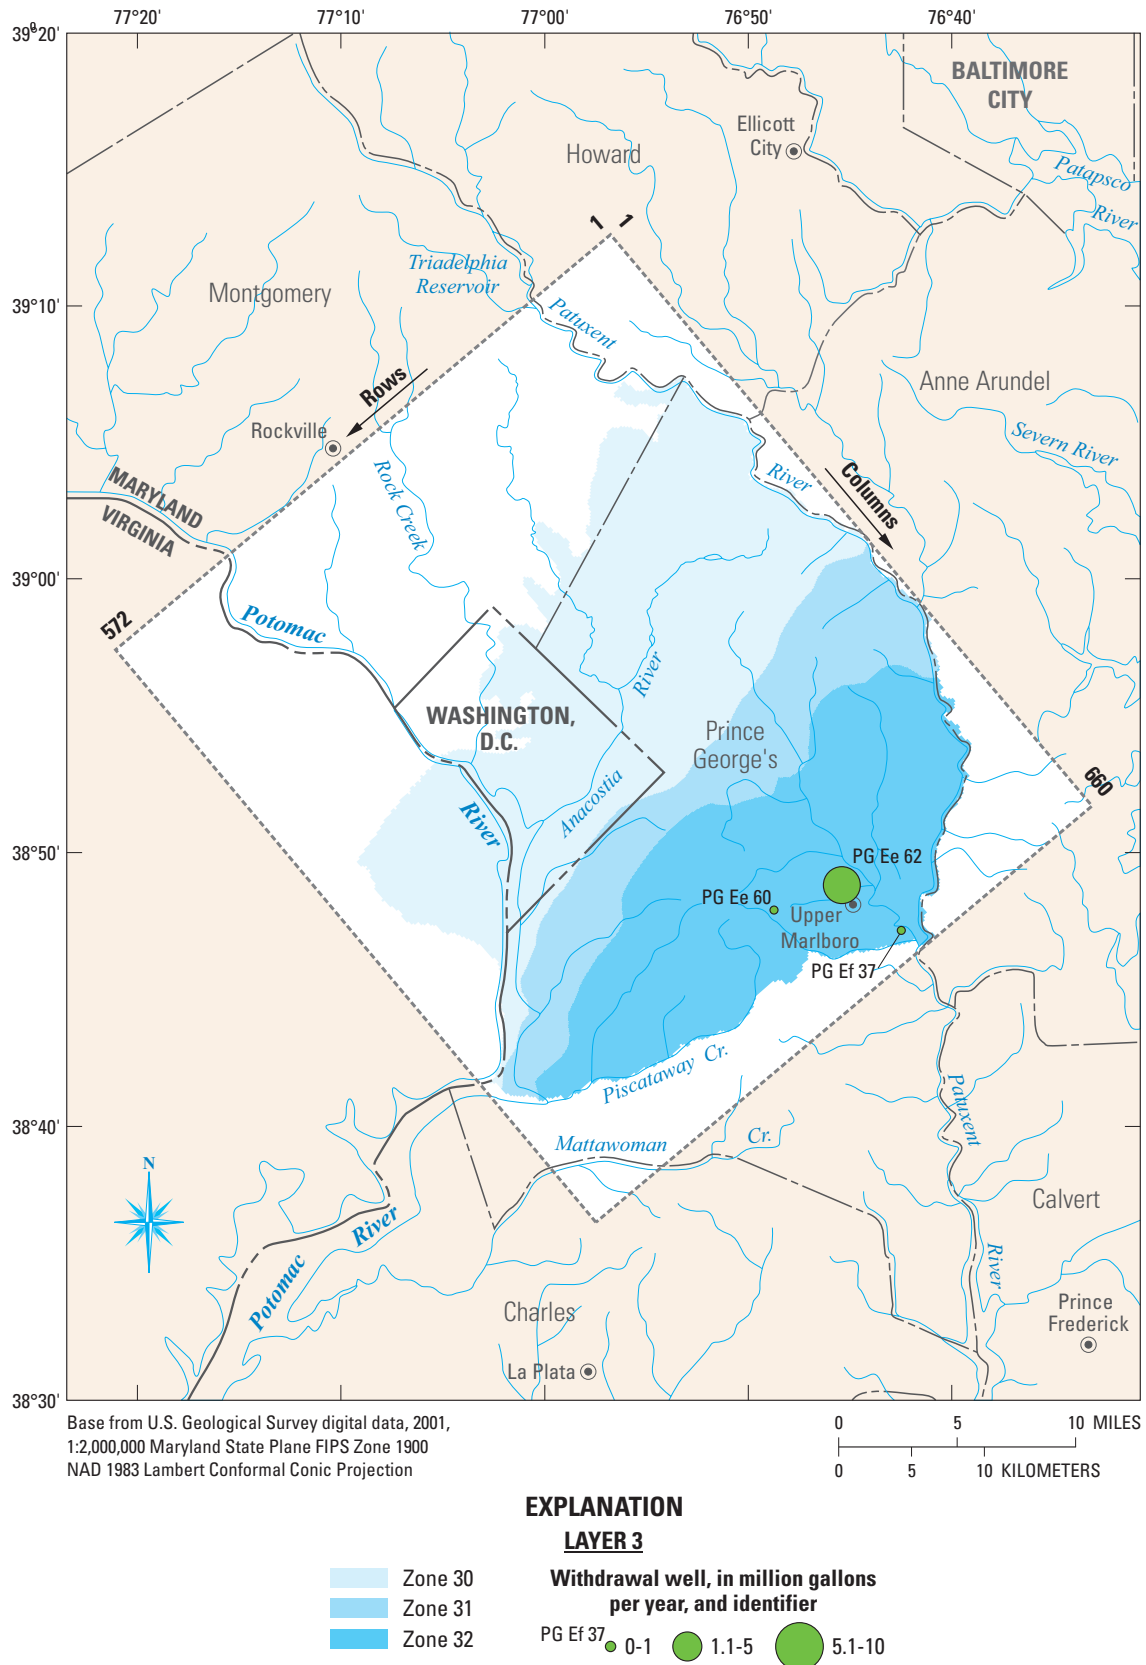 77°20' 77°10' 77°00' 76°50' 76°40'
39°20'
BALTIMORE
CITY
Ellicott
City
Howard
Patapsco
River
1 1
Triadelphia
Reservoir
Montgomery
39°10'
Patuxent
Rows
Anne Arundel
Rockville
Severn River
Rock Creek
River
Columns
MARYLAND
VIRGINIA
39°00'
Potomac
572
River
WASHINGTON,
D.C.
Prince
George's
660
Anacostia
River
38°50'
PG Ee 62
PG Ee 60
Upper
Marlboro
PG Ef 37
Piscataway Cr.
Patuxent
38°40'
Mattawoman Cr.
N
Calvert
River
Potomac
River
Charles
Prince
Frederick
La Plata
38°30'
Base from U.S. Geological Survey digital data, 2001,
1:2,000,000 Maryland State Plane FIPS Zone 1900
NAD 1983 Lambert Conformal Conic Projection
0 5 10 MILES
0 5 10 KILOMETERS
EXPLANATION
LAYER 3
Zone 30
Zone 31
Zone 32
Withdrawal well, in million gallons
per year, and identifier
PG Ef 37 0-1 1.1-5 5.1-10